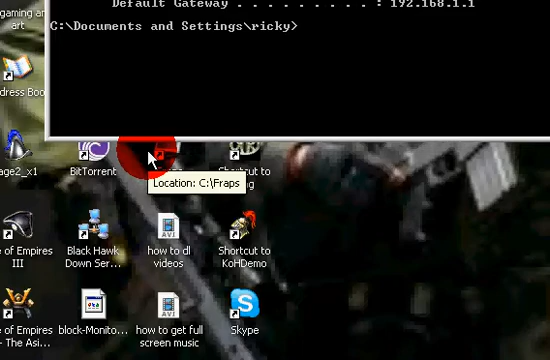 gaming an
art
Default Gateway . . . . . . . . . : 192.168.1.1
C:\Documents and Settings\ricky>
dress Boo
age2_x1
BitTorrent
Shortcut to
Location: C:\Fraps
e of Empires
III
Black Hawk
Down Ser...
how to dl
videos
Shortcut to
KoHDemo
e of Empires
- The Asi...
block-Monito...
how to get full
screen music
Skype